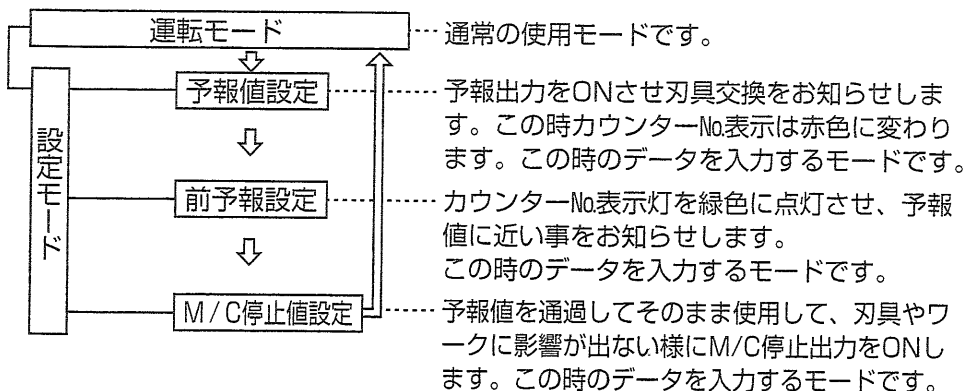 運転モード
通常の使用モードです。
設定モード
予報値設定
予報出力をONさせ刃具交換をお知らせしま
す。この時カウンターNo.表示は赤色に変わり
ます。この時のデータを入力するモードです。
前予報設定
カウンターNo.表示灯を緑色に点灯させ、予報
値に近い事をお知らせします。
この時のデータを入力するモードです。
M/C停止値設定
予報値を通過してそのまま使用して、刃具やワ
ークに影響が出ない様にM/C停止出力をONし
ます。この時のデータを入力するモードです。